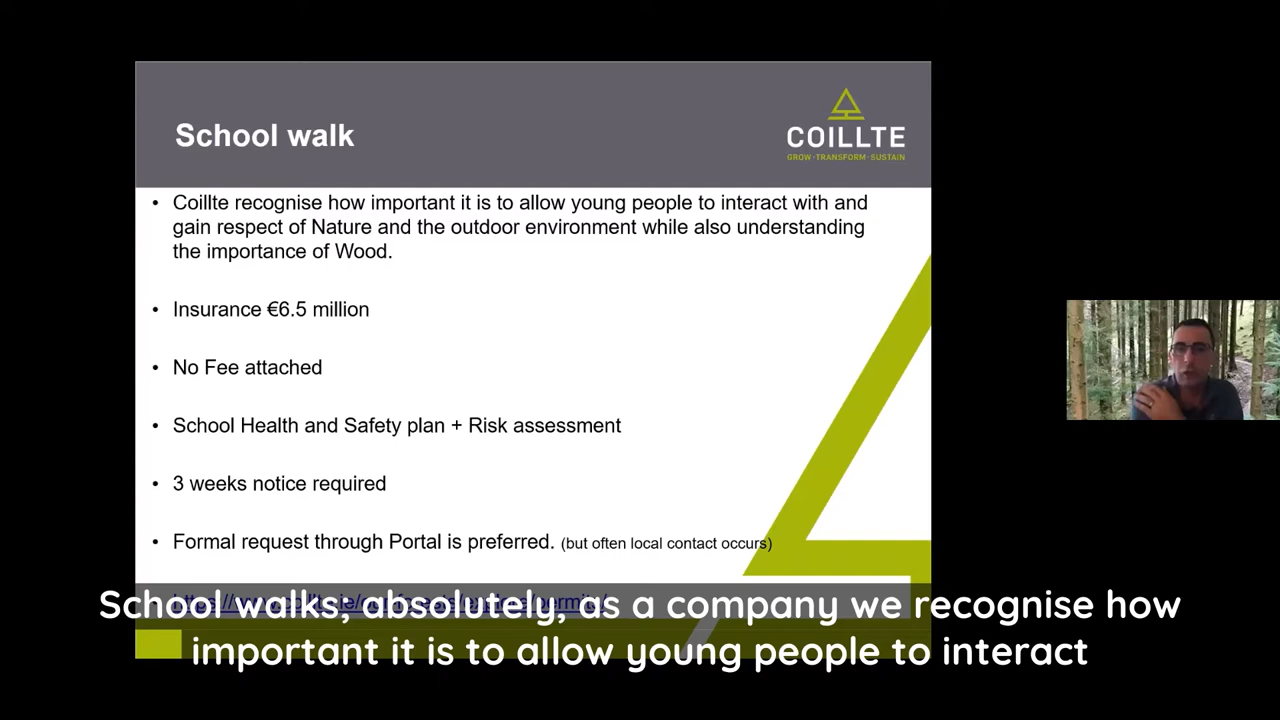 School walk
COILLTE
GROW · TRANSFORM · SUSTAIN
• Coillte recognise how important it is to allow young people to interact with and
gain respect of Nature and the outdoor environment while also understanding
the importance of Wood.
• Insurance €6.5 million
• No Fee attached
• School Health and Safety plan + Risk assessment
• 3 weeks notice required
• Formal request through Portal is preferred. (but often local contact occurs)
School walks; absolutely, as a company we recognise how
important it is to allow young people to interact